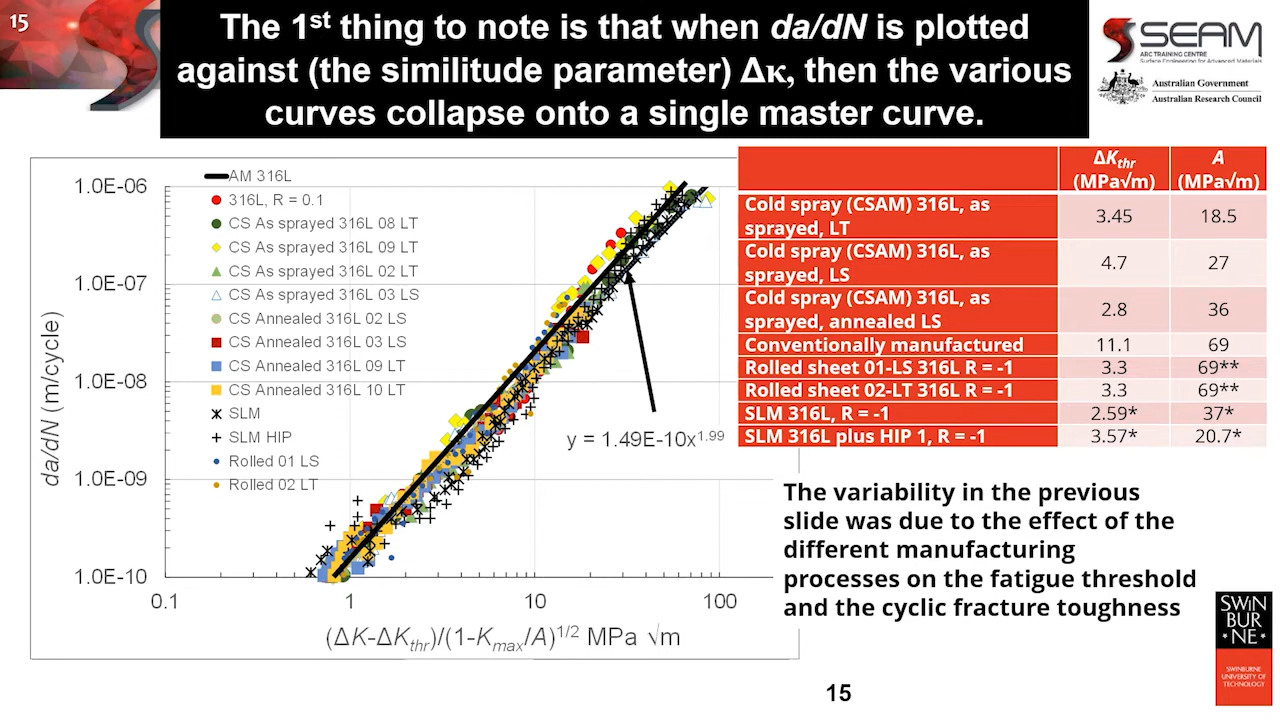 15
The 1st thing to note is that when da/dN is plotted
against (the similitude parameter) Δκ, then the various
curves collapse onto a single master curve.
SEAM
ARC TRAINING CENTRE
Surface Engineering for Advanced Materials
Australian Government
Australian Research Council
AM 316L
316L, R = 0.1
CS As sprayed 316L 08 LT
CS As sprayed 316L 09 LT
CS As sprayed 316L 02 LT
CS As sprayed 316L 03 LS
CS Annealed 316L 02 LS
CS Annealed 316L 03 LS
CS Annealed 316L 09 LT
CS Annealed 316L 10 LT
SLM
SLM HIP
Rolled 01 LS
Rolled 02 LT
1.0E-06
1.0E-07
1.0E-08
1.0E-09
1.0E-10
da/dN (m/cycle)
0.1 1 10 100
(ΔK-ΔKthr)/(1-Kmax/A)1/2 MPa √m
y = 1.49E-10x1.99
ΔKthr (MPa√m) A (MPa√m)
Cold spray (CSAM) 316L, as
sprayed, LT 3.45 18.5
Cold spray (CSAM) 316L, as
sprayed, LS 4.7 27
Cold spray (CSAM) 316L, as
sprayed, annealed LS 2.8 36
Conventionally manufactured 11.1 69
Rolled sheet 01-LS 316L R = -1 3.3 69**
Rolled sheet 02-LT 316L R = -1 3.3 69**
SLM 316L, R = -1 2.59* 37*
SLM 316L plus HIP 1, R = -1 3.57* 20.7*
The variability in the previous
slide was due to the effect of the
different manufacturing
processes on the fatigue threshold
and the cyclic fracture toughness
SWIN
BUR
NE
SWINBURNE
UNIVERSITY OF
TECHNOLOGY
15